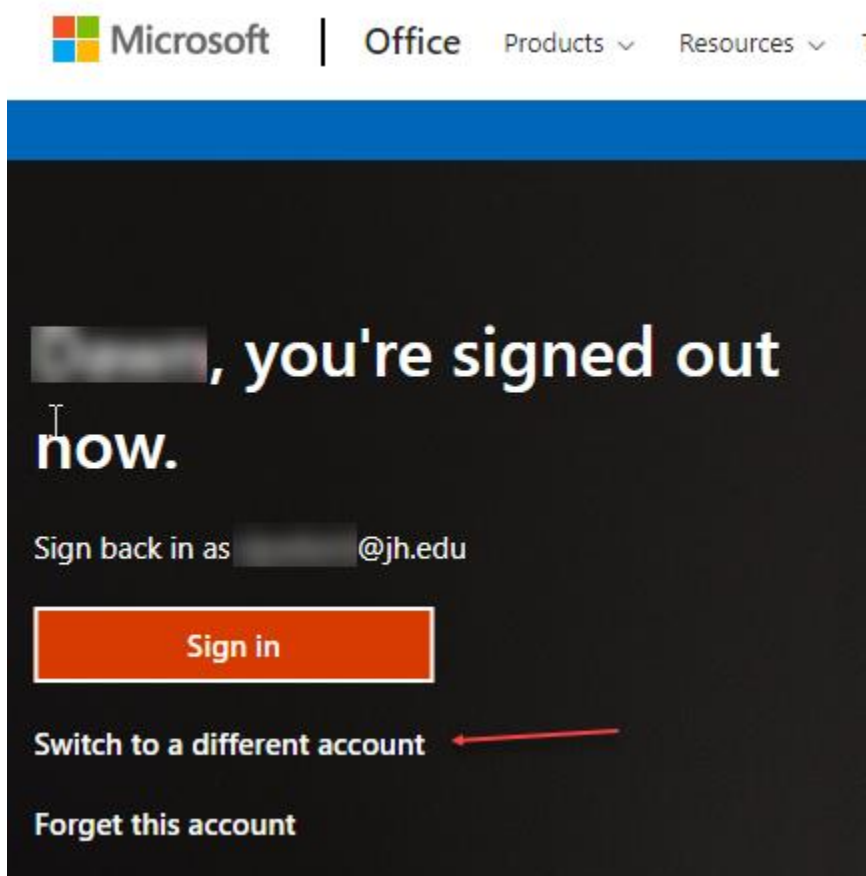 Microsoft | Office Products Resources
, you're signed out
now.
Sign back in as @jh.edu
Sign in
Switch to a different account
Forget this account